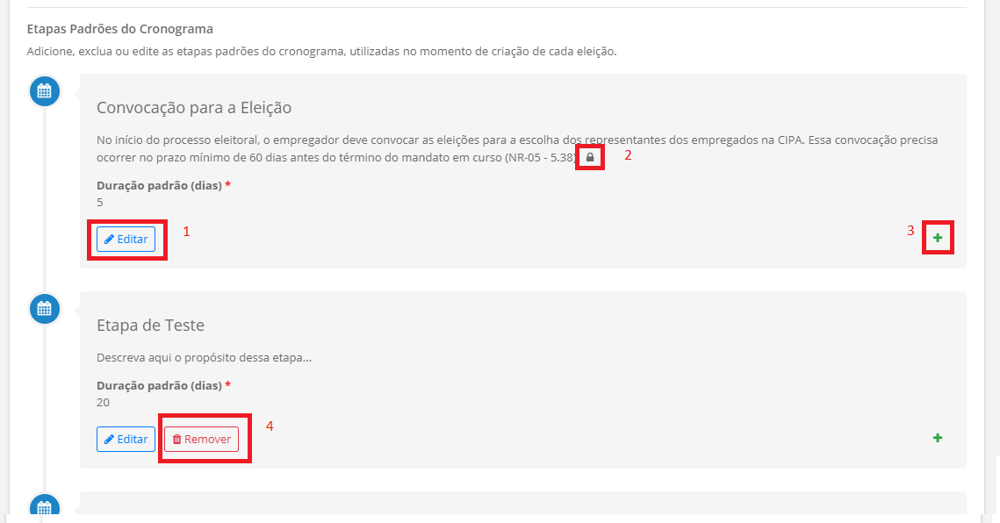 Etapas Padrões do Cronograma
Adicione, exclua ou edite as etapas padrões do cronograma, utilizadas no momento de criação de cada eleição.
Convocação para a Eleição
No início do processo eleitoral, o empregador deve convocar as eleições para a escolha dos representantes dos empregados na CIPA. Essa convocação precisa
ocorrer no prazo mínimo de 60 dias antes do término do mandato em curso (NR-05 - 5.38)
2
Duração padrão (dias) *
5
Editar
1
3
Etapa de Teste
Descreva aqui o propósito dessa etapa...
Duração padrão (dias) *
20
Editar
Remover
4